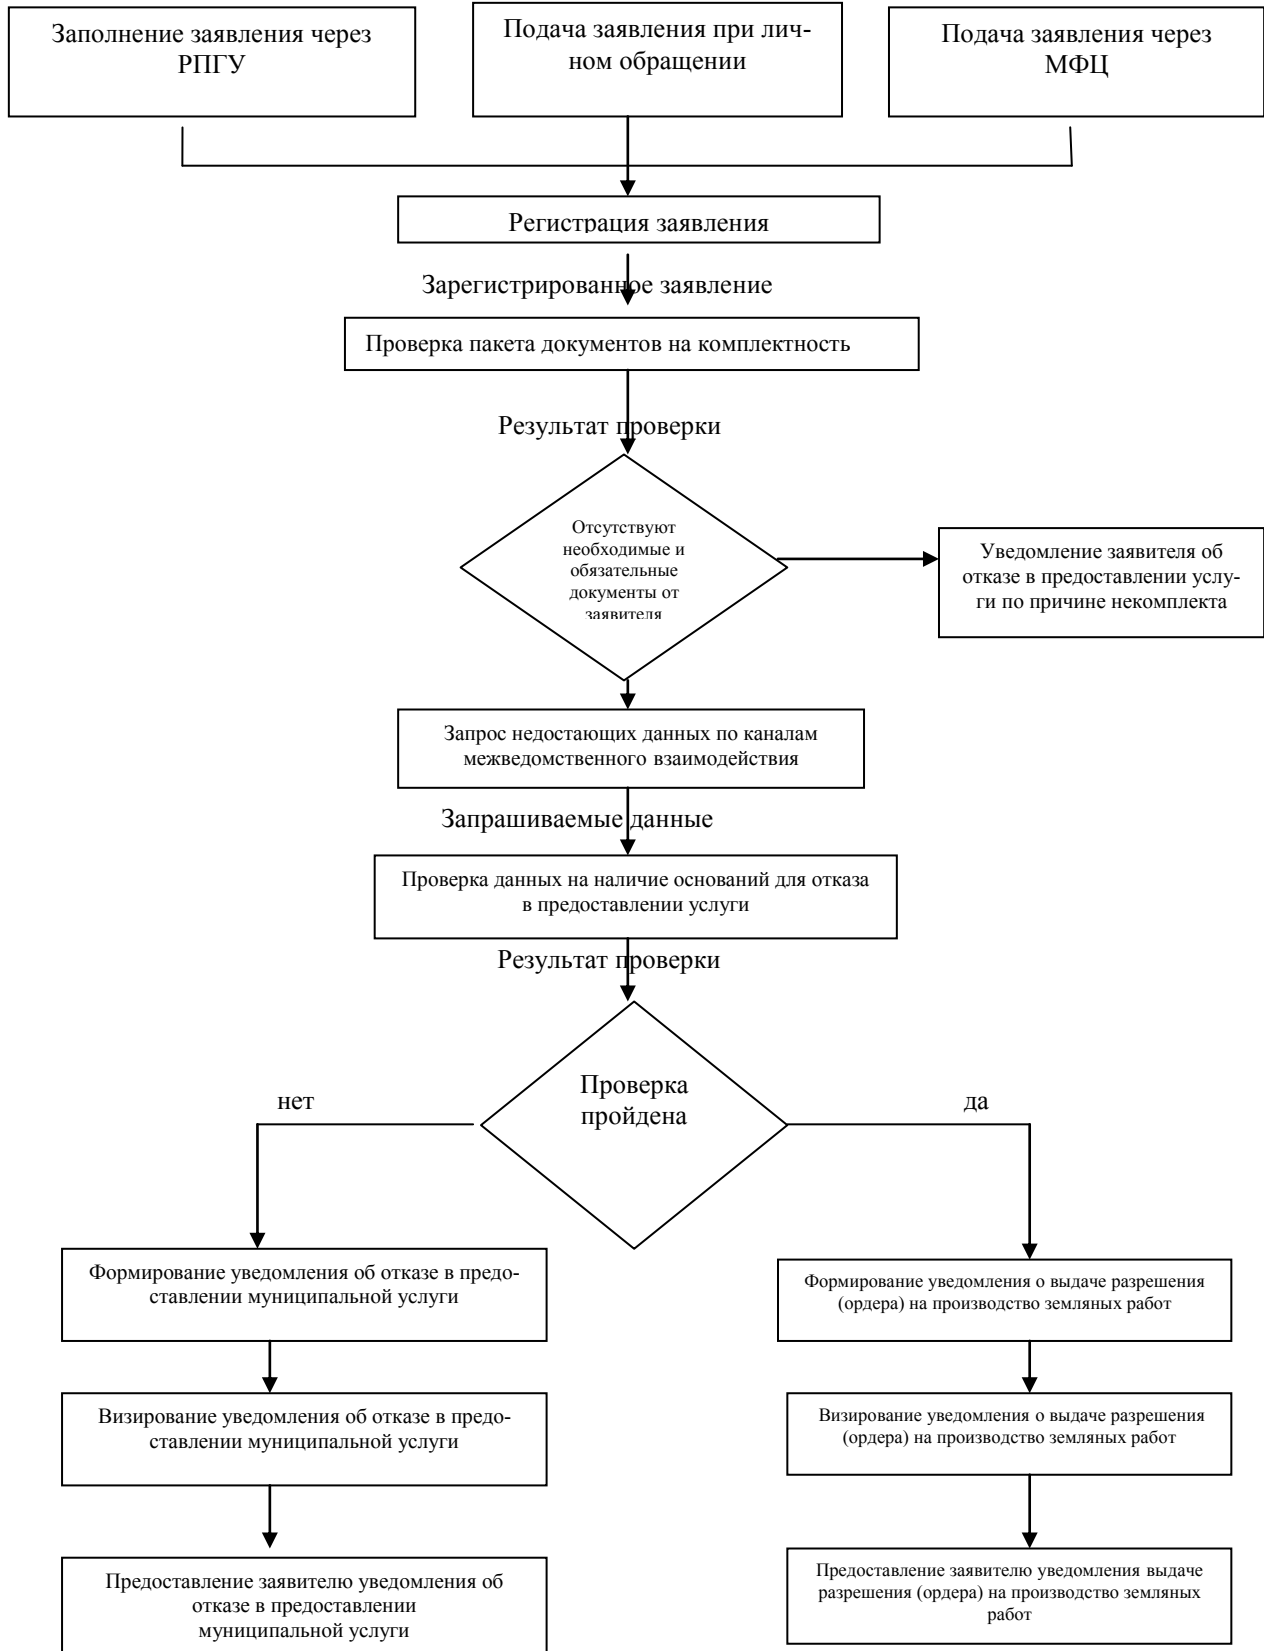 Заполнение заявления через
РПГУ
Подача заявления при лич-
ном обращении
Подача заявления через
МФЦ
Регистрация заявления
Зарегистрированное заявление
Проверка пакета документов на комплектность
Результат проверки
Отсутствуют
необходимые и
обязательные
документы от
заявителя
Уведомление заявителя об
отказе в предоставлении услу-
ги по причине некомплекта
Запрос недостающих данных по каналам
межведомственного взаимодействия
Запрашиваемые данные
Проверка данных на наличие оснований для отказа
в предоставлении услуги
Результат проверки
Проверка
пройдена
нет
да
Формирование уведомления об отказе в предо-
ставлении муниципальной услуги
Формирование уведомления о выдаче разрешения
(ордера) на производство земляных работ
Визирование уведомления об отказе в предо-
ставлении муниципальной услуги
Визирование уведомления о выдаче разрешения
(ордера) на производство земляных работ
Предоставление заявителю уведомления об
отказе в предоставлении
муниципальной услуги
Предоставление заявителю уведомления выдаче
разрешения (ордера) на производство земляных
работ